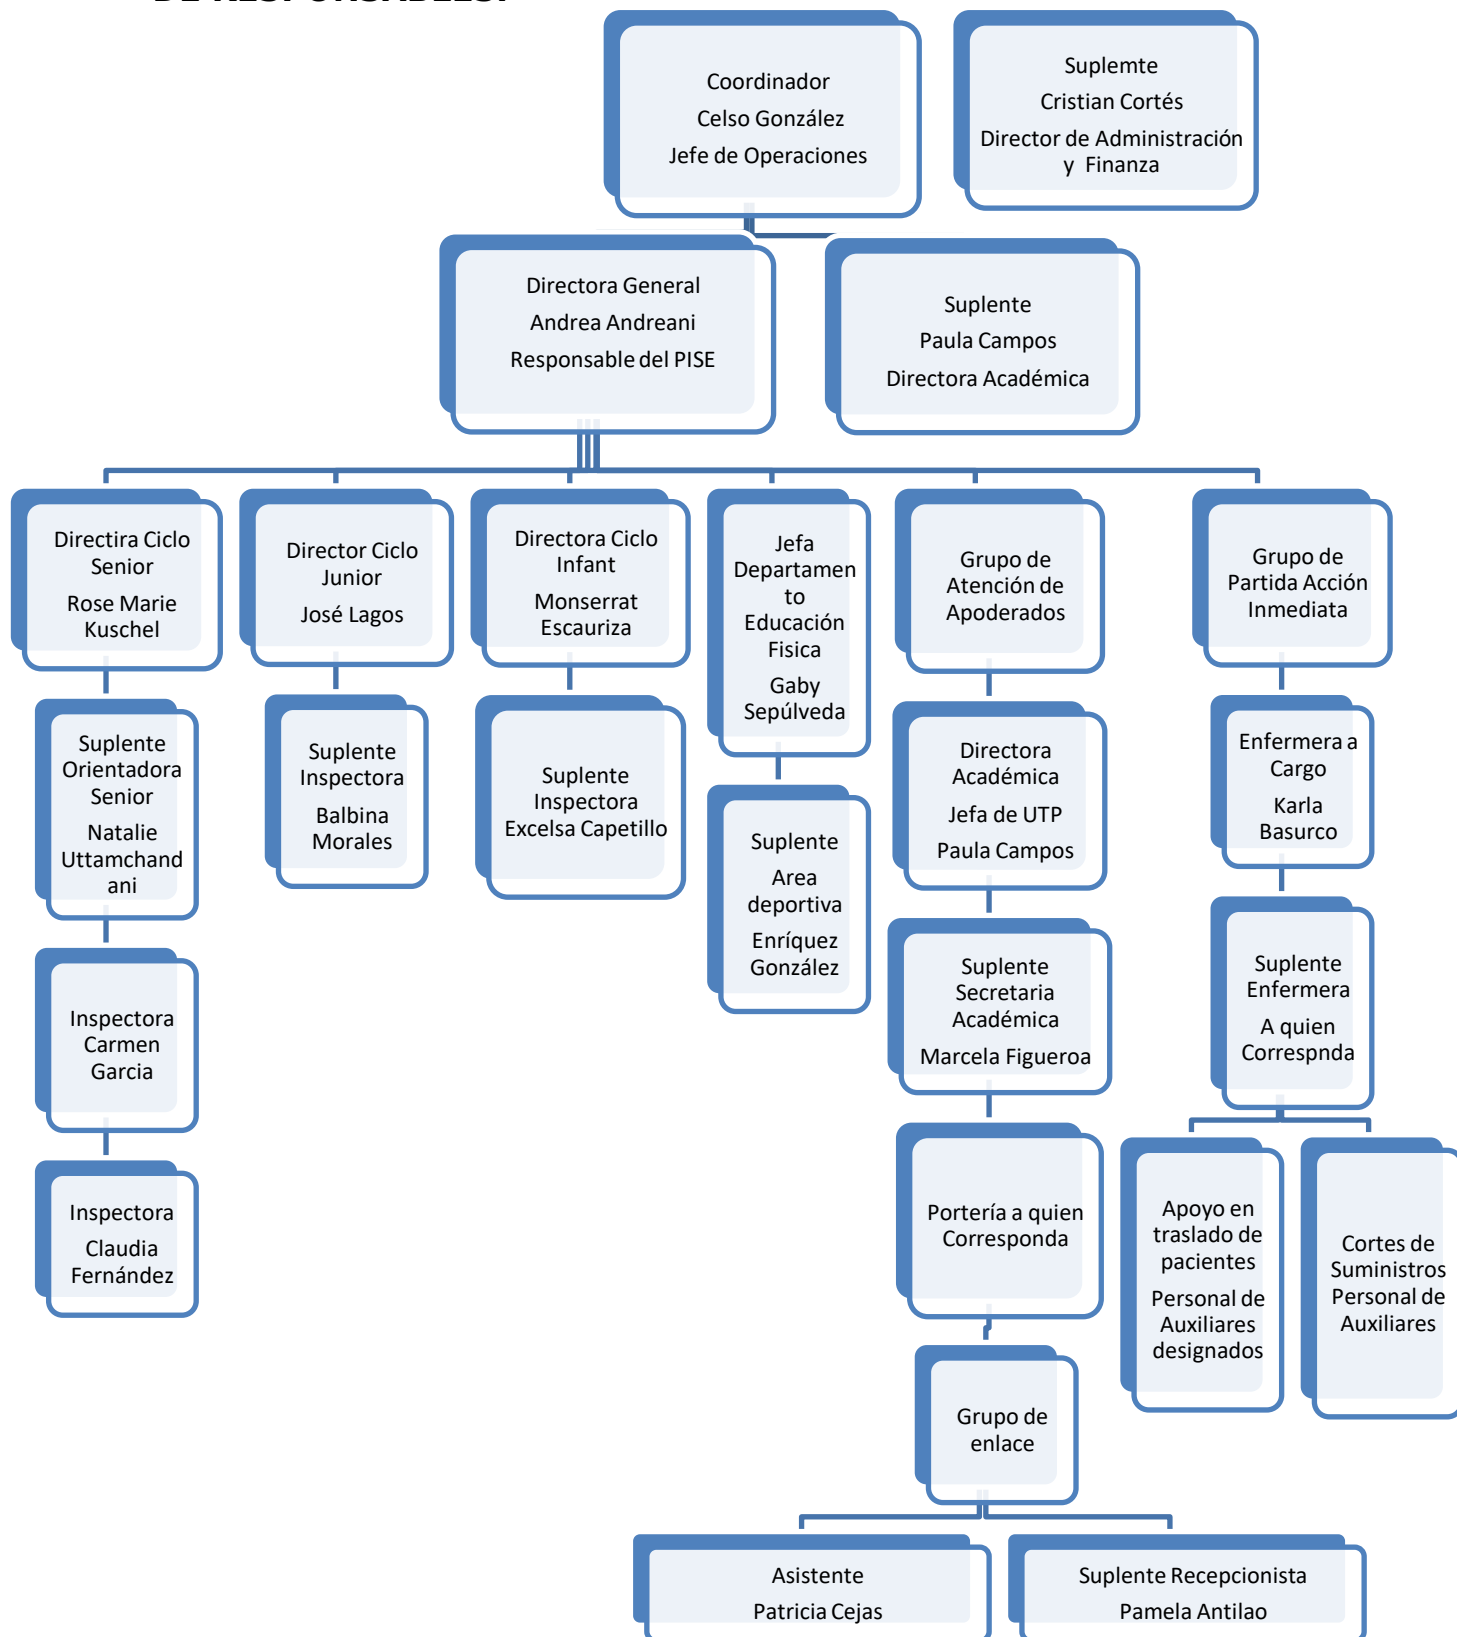 DE RESPONSABLES:
Coordinador
Celso González
Jefe de Operaciones
Suplemte
Cristian Cortés
Director de Administración
y Finanza
Directora General
Andrea Andreani
Responsable del PISE
Suplente
Paula Campos
Directora Académica
Directira Ciclo
Senior
Rose Marie
Kuschel
Director Ciclo
Junior
José Lagos
Directora Ciclo
Infant
Monserrat
Escauriza
Jefa
Departamen
to
Educación
Fisica
Gaby
Sepúlveda
Grupo de
Atención de
Apoderados
Grupo de
Partida Acción
Inmediata
Suplente
Orientadora
Senior
Natalie
Uttamchand
ani
Suplente
Inspectora
Balbina
Morales
Suplente
Inspectora
Excelsa Capetillo
Suplente
Area
deportiva
Enríquez
González
Directora
Académica
Jefa de UTP
Paula Campos
Enfermera a
Cargo
Karla
Basurco
Inspectora
Carmen
Garcia
Suplente
Secretaria
Académica
Marcela Figueroa
Suplente
Enfermera
A quien
Correspnda
Inspectora
Claudia
Fernández
Portería a quien
Corresponda
Apoyo en
traslado de
pacientes
Personal de
Auxiliares
designados
Cortes de
Suministros
Personal de
Auxiliares
Grupo de
enlace
Asistente
Patricia Cejas
Suplente Recepcionista
Pamela Antilao